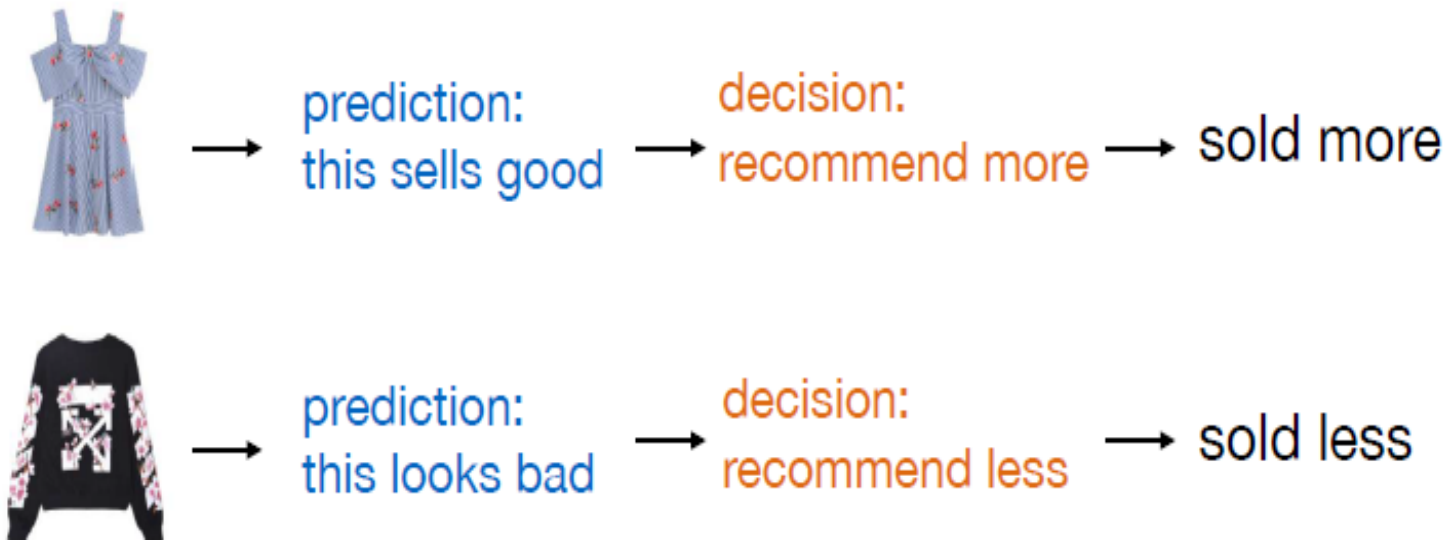 prediction:
this sells good
decision:
recommend more
sold more
prediction:
this looks bad
decision:
recommend less
sold less